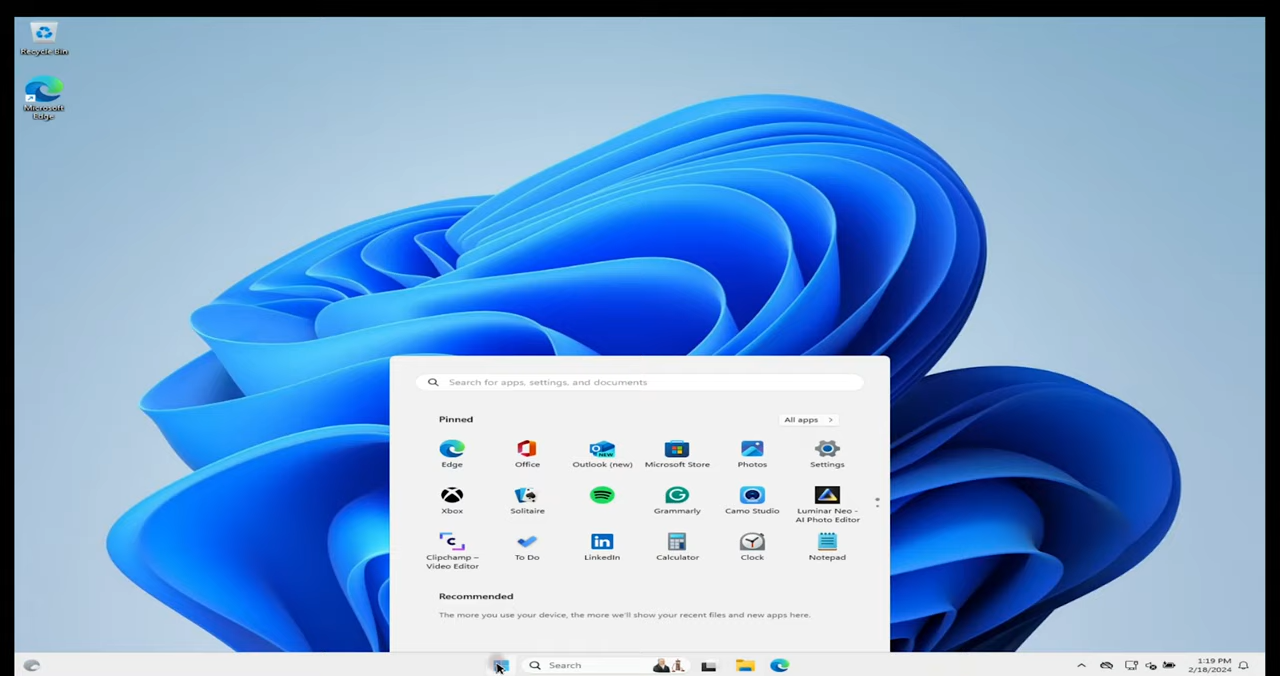 Recycle Bin
Microsoft
Edge
Search for apps, settings, and documents
Pinned
All apps
Edge
Office
Outlook (new)
Microsoft Store
Photos
Settings
Xbox
Solitaire
Grammarly
Camo Studio
Luminar Neo -
AI Photo Editor
Clipchamp –
Video Editor
To Do
LinkedIn
Calculator
Clock
Notepad
Recommended
The more you use your device, the more we'll show your recent files and new apps here.
Search
1:19 PM
2/18/2024